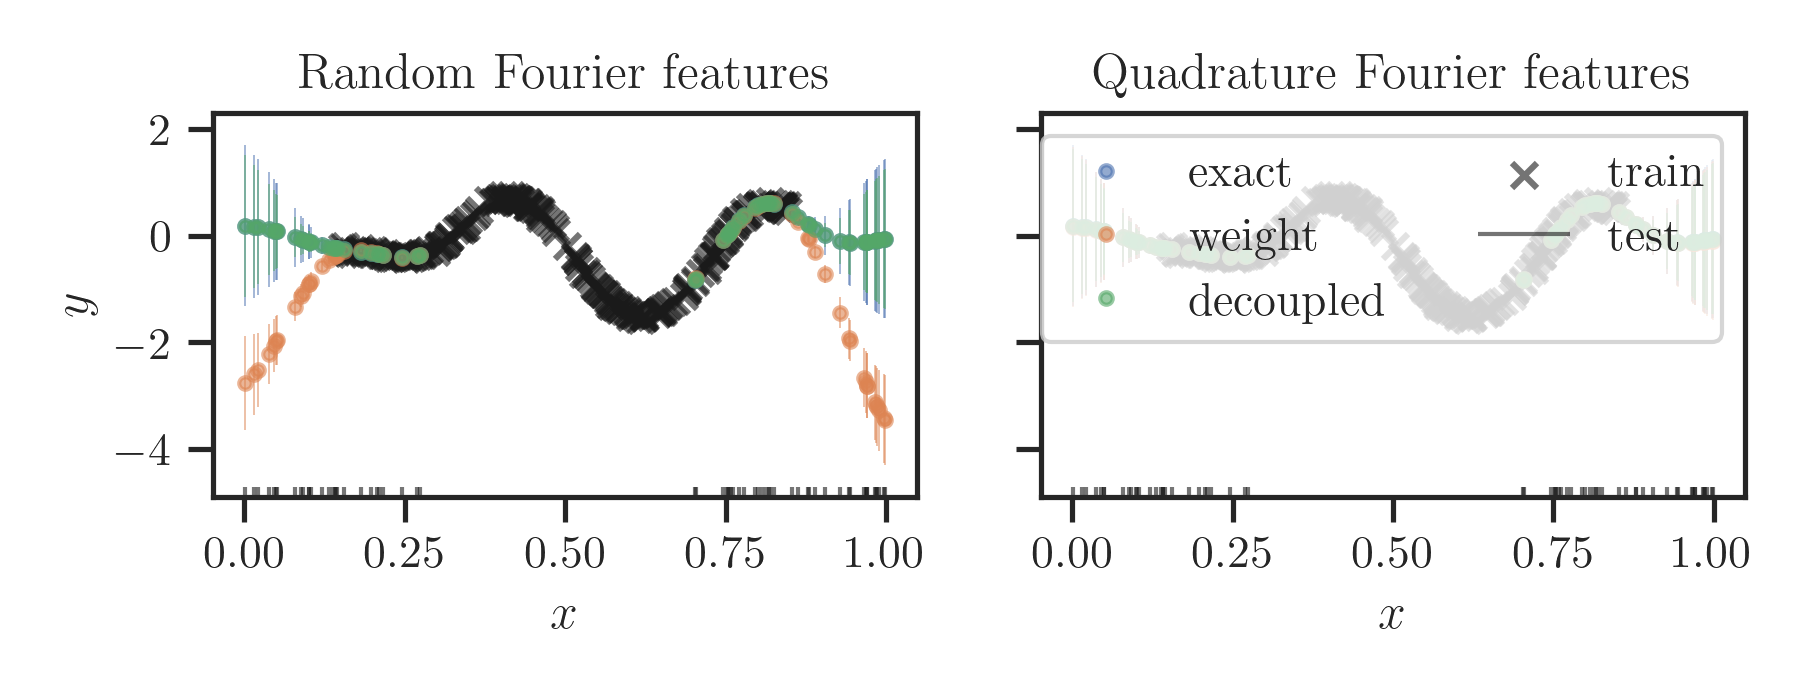 Random Fourier features
Quadrature Fourier features
2
0
−2
−4
y
0.00 0.25 0.50 0.75 1.00
x
exact
weight
decoupled
train
test
0.00 0.25 0.50 0.75 1.00
x